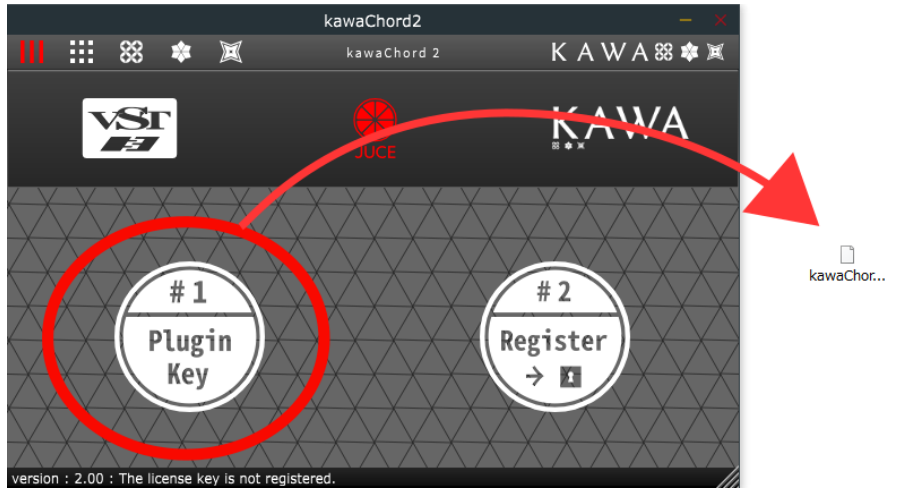 kawaChord2
kawaChord 2
KAWA
VST
3
JUCE
KAWA
#1
Plugin
Key
#2
Register
kawaChor...
version : 2.00 : The license key is not registered.